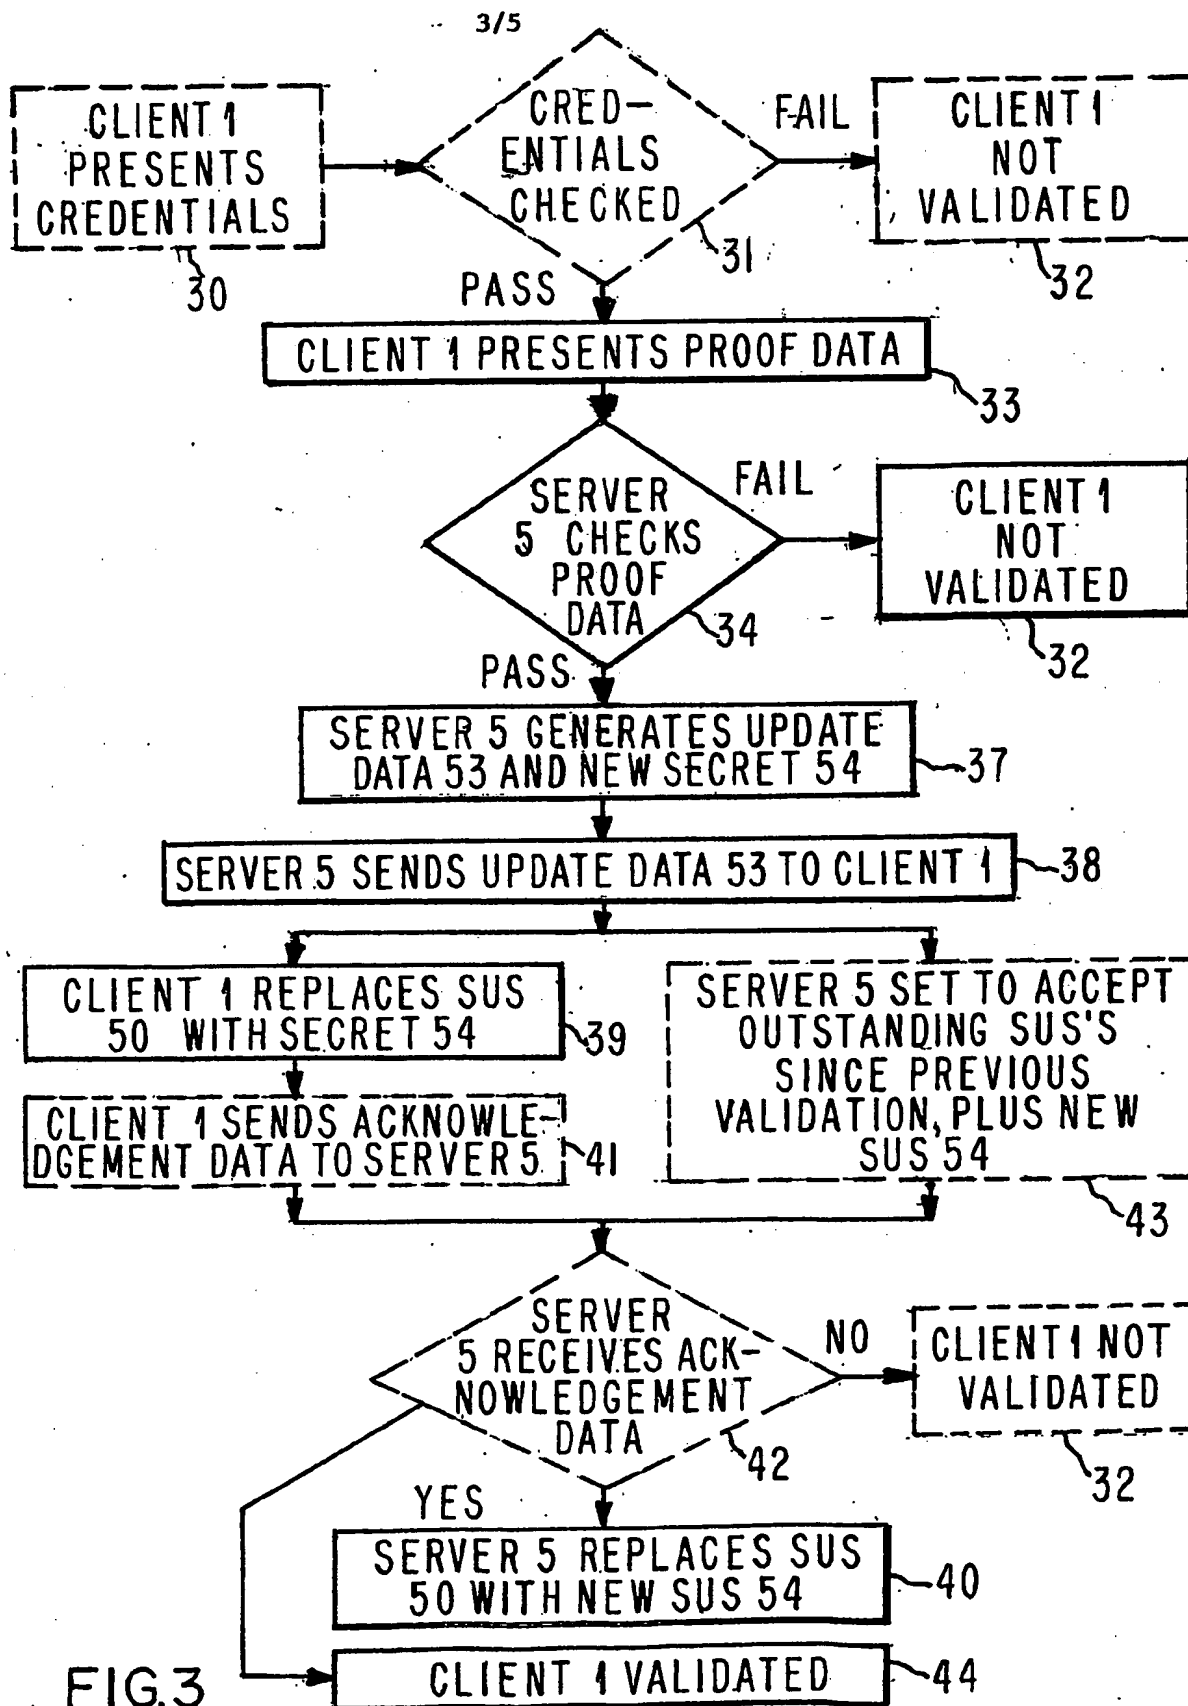 3/5
CLIENT 1
PRESENTS
CREDENTIALS
30
CRED-
ENTIALS
CHECKED
31
FAIL
CLIENT 1
NOT
VALIDATED
32
PASS
CLIENT 1 PRESENTS PROOF DATA
33
SERVER
5 CHECKS
PROOF
DATA
34
FAIL
CLIENT 1
NOT
VALIDATED
32
PASS
SERVER 5 GENERATES UPDATE
DATA 53 AND NEW SECRET 54
37
SERVER 5 SENDS UPDATE DATA 53 TO CLIENT 1
38
CLIENT 1 REPLACES SUS
50 WITH SECRET 54
39
CLIENT 1 SENDS ACKNOWLE-
DGEMENT DATA TO SERVER 5
41
SERVER 5 SET TO ACCEPT
OUTSTANDING SUS'S
SINCE PREVIOUS
VALIDATION, PLUS NEW
SUS 54
43
SERVER
5 RECEIVES ACK-
NOWLEDGEMENT
DATA
42
NO
CLIENT 1 NOT
VALIDATED
32
YES
SERVER 5 REPLACES SUS
50 WITH NEW SUS 54
40
CLIENT 1 VALIDATED
44
FIG.3